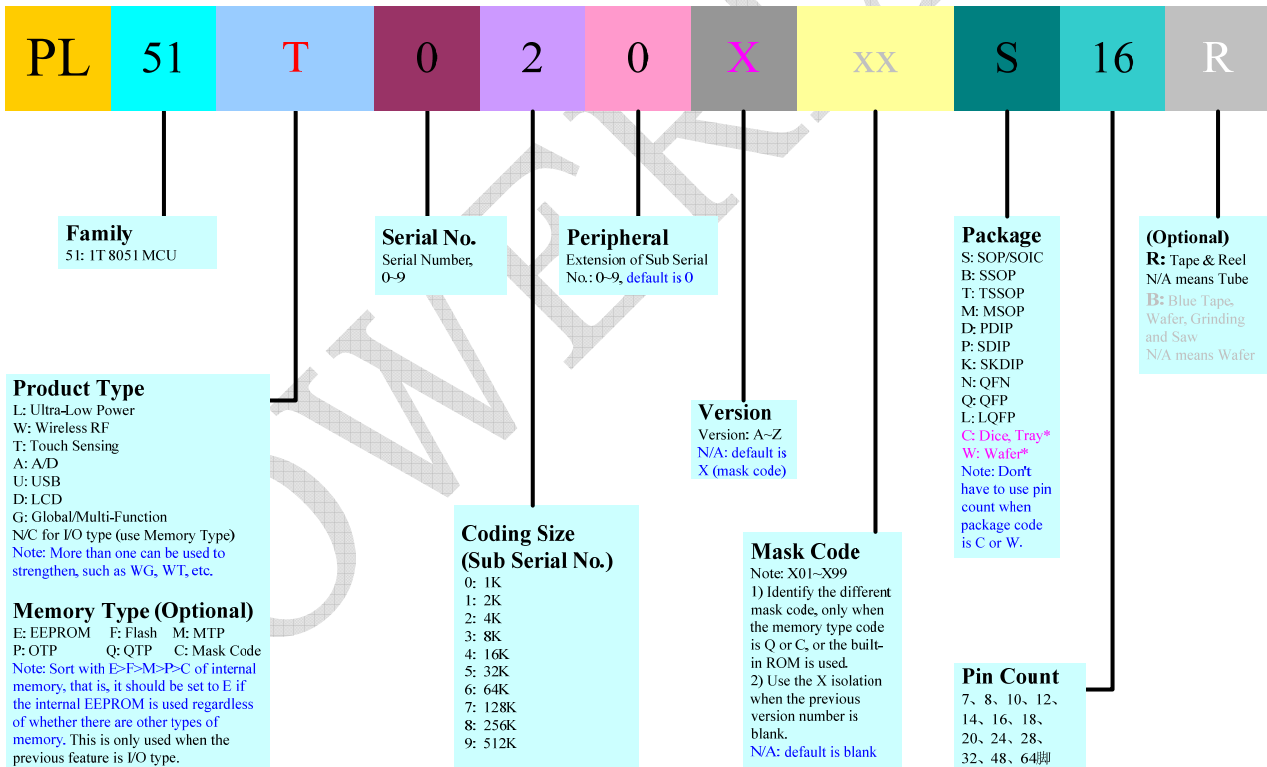 PL 51 T 0 2 0 X xx S 16 R
Family
51: 1T 8051 MCU
Serial No.
Serial Number,
0~9
Peripheral
Extension of Sub Serial
No.: 0~9, default is 0
Package
S: SOP/SOIC
B: SSOP
T: TSSOP
M: MSOP
D: PDIP
P: SDIP
K: SKDIP
N: QFN
Q: QFP
L: LQFP
C: Dice, Tray*
W: Wafer*
Note: Don't
have to use pin
count when
package code
is C or W.
(Optional)
R: Tape & Reel
N/A means Tube
B: Blue Tape,
Wafer, Grinding
and Saw
N/A means Wafer
Product Type
L: Ultra-Low Power
W: Wireless RF
T: Touch Sensing
A: A/D
U: USB
D: LCD
G: Global/Multi-Function
N/C for I/O type (use Memory Type)
Note: More than one can be used to
strengthen, such as WG, WT, etc.
Memory Type (Optional)
E: EEPROM F: Flash M: MTP
P: OTP Q: QTP C: Mask Code
Note: Sort with E>F>M>P>C of internal
memory, that is, it should be set to E if
the internal EEPROM is used regardless
of whether there are other types of
memory. This is only used when the
previous feature is I/O type.
Version
Version: A~Z
N/A: default is
X (mask code)
Coding Size
(Sub Serial No.)
0: 1K
1: 2K
2: 4K
3: 8K
4: 16K
5: 32K
6: 64K
7: 128K
8: 256K
9: 512K
Mask Code
Note: X01~X99
1) Identify the different
mask code, only when
the memory type code
is Q or C, or the built-
in ROM is used.
2) Use the X isolation
when the previous
version number is
blank.
N/A: default is blank
Pin Count
7、8、10、12、
14、16、18、
20、24、28、
32、48、64脚